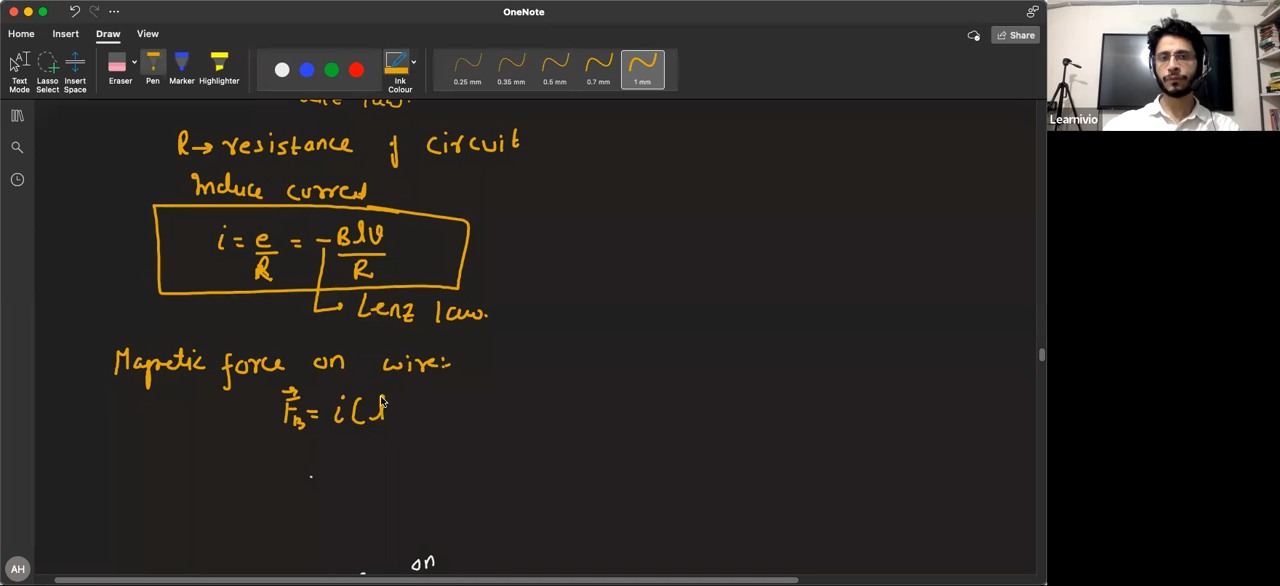 OneNote
Home Insert Draw View
Share
Text Mode
Lasso Select
Insert Space
Eraser
Pen
Marker
Highlighter
Ink Colour
0.25 mm
0.35 mm
0.5 mm
0.7 mm
1 mm
Learnivio
law.
R→ resistance of circuit
Induce current
i = e/R = -Blv/R
→ Lenz law.
Magnetic force on wire:-
F⃗B = i(l
on
AH